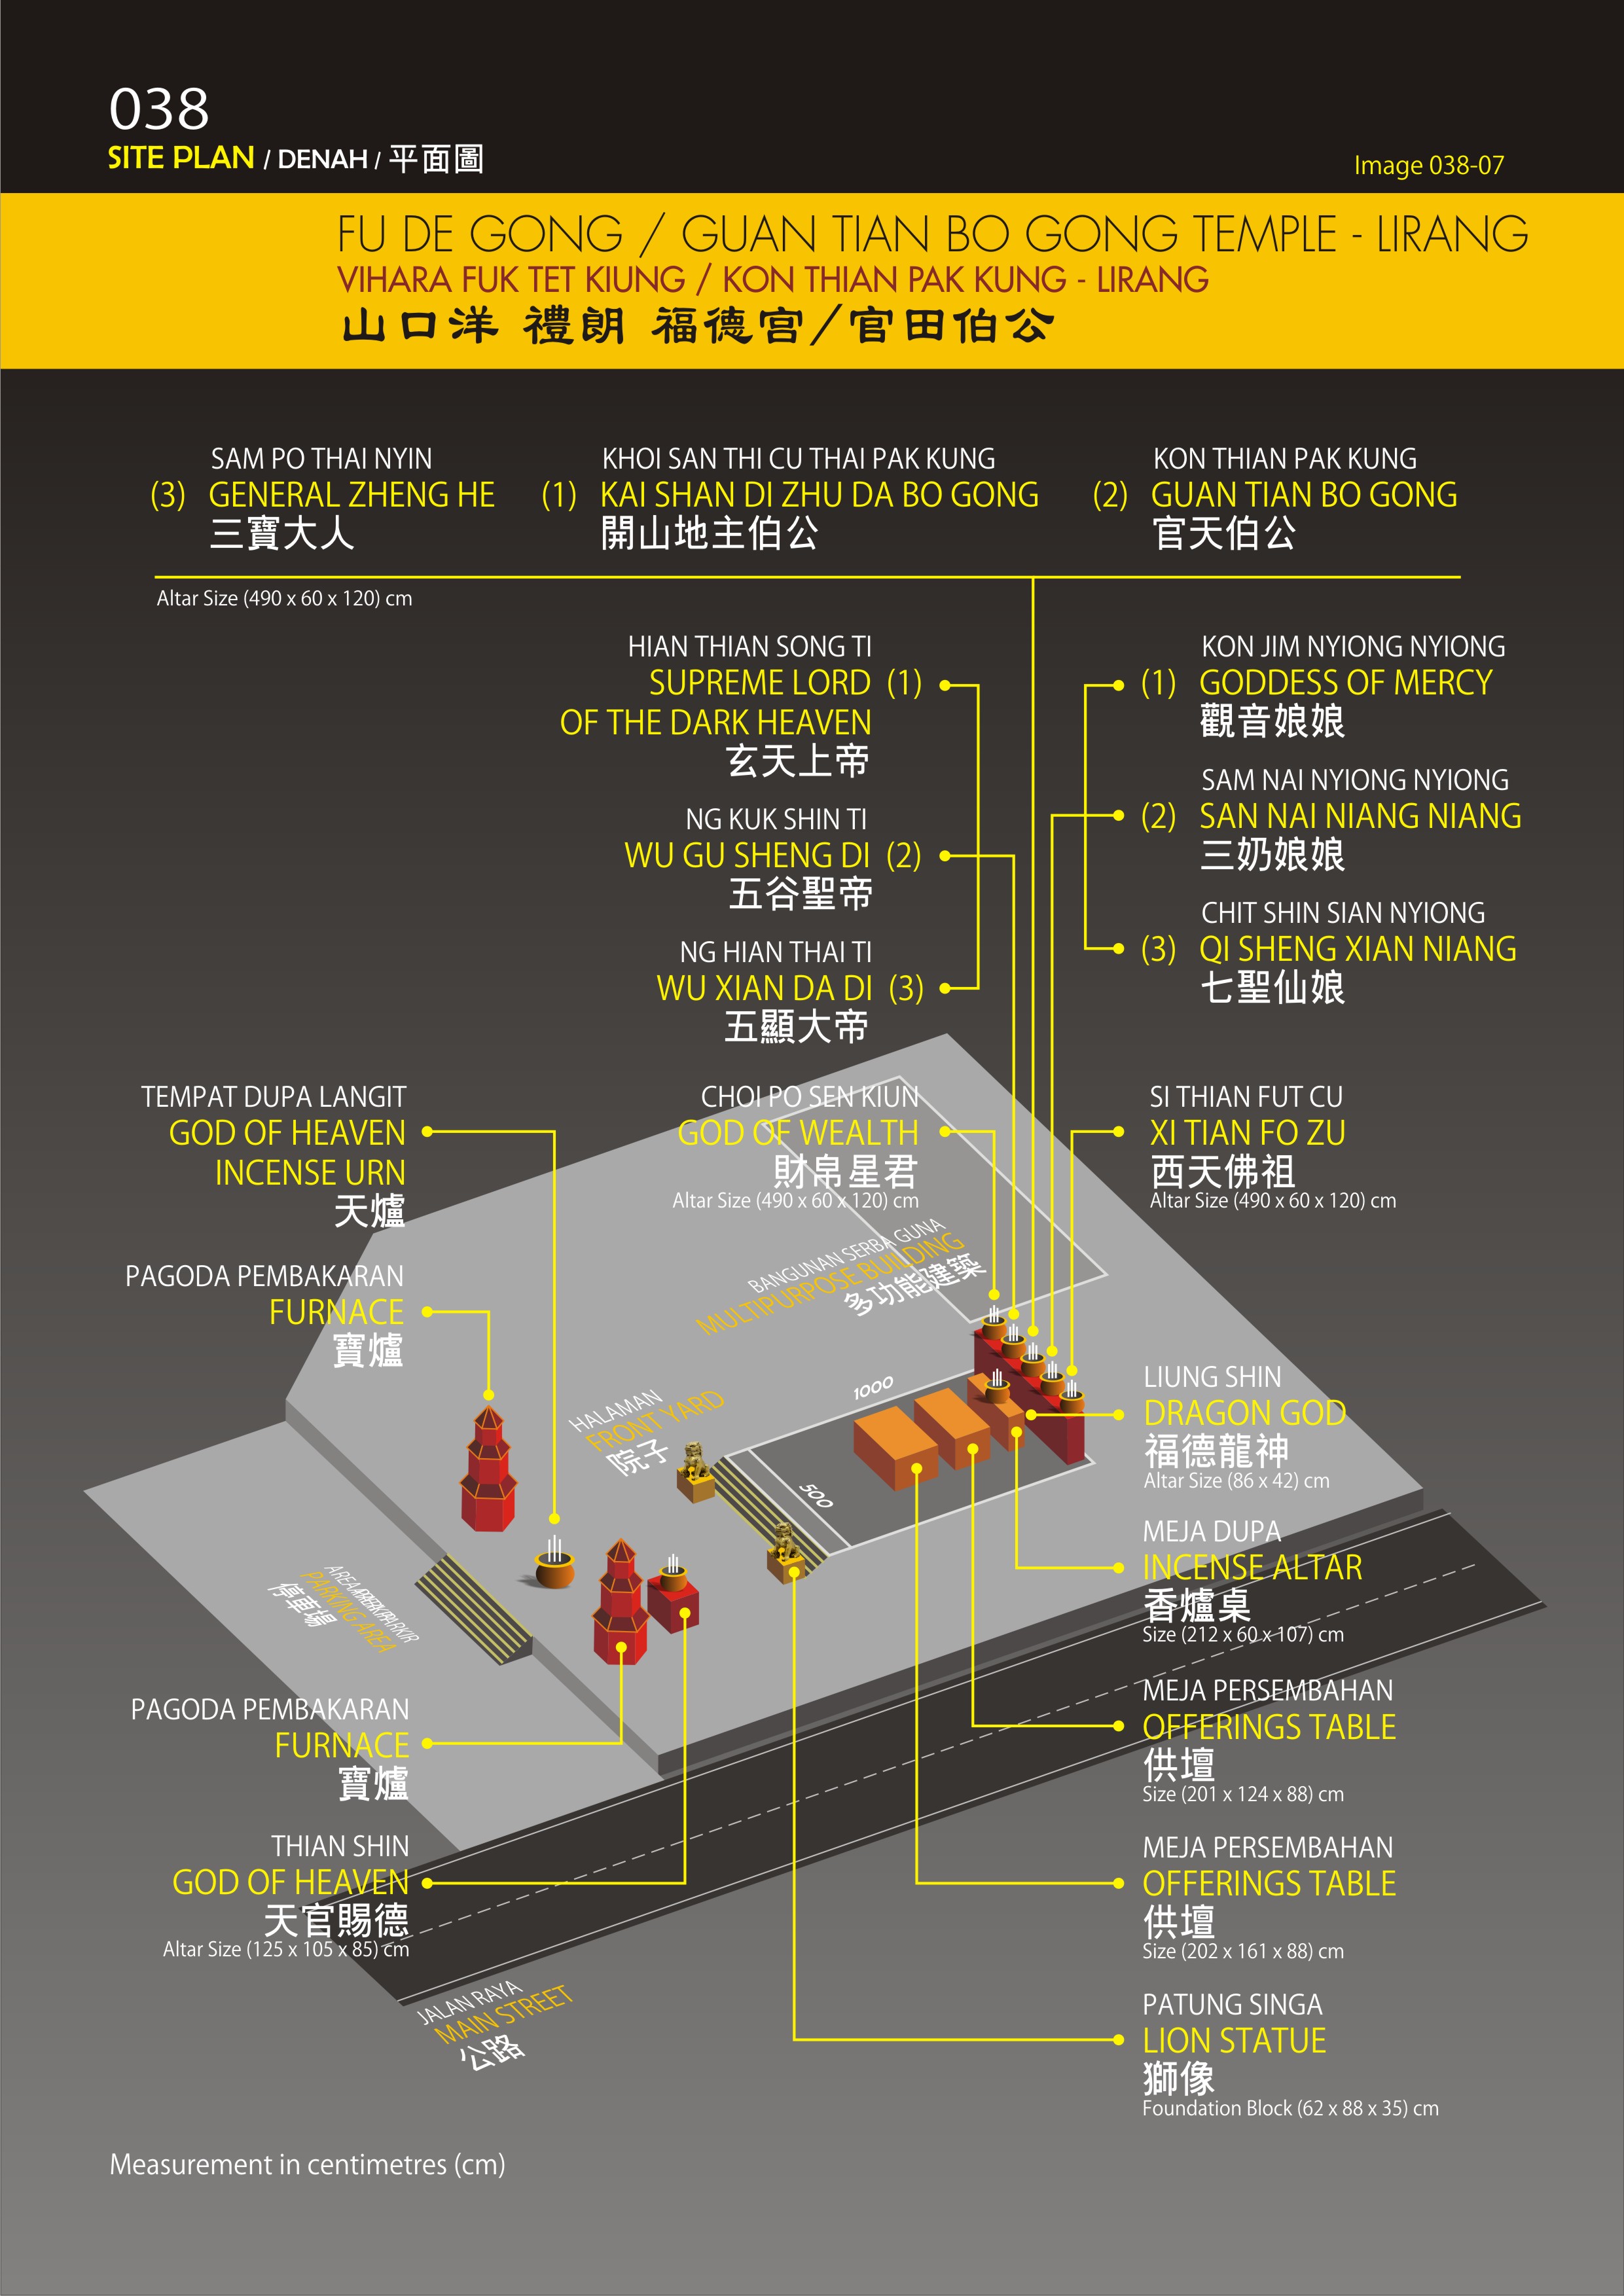 038
SITE PLAN / DENAH / 平面圖
Image 038-07
FU DE GONG / GUAN TIAN BO GONG TEMPLE - LIRANG
VIHARA FUK TET KIUNG / KON THIAN PAK KUNG - LIRANG
山口洋 禮朗 福德宮/官田伯公
SAM PO THAI NYIN
(3) GENERAL ZHENG HE
三寶大人
KHOI SAN THI CU THAI PAK KUNG
(1) KAI SHAN DI ZHU DA BO GONG
開山地主伯公
KON THIAN PAK KUNG
(2) GUAN TIAN BO GONG
官天伯公
Altar Size (490 x 60 x 120) cm
HIAN THIAN SONG TI
SUPREME LORD (1)
OF THE DARK HEAVEN
玄天上帝
NG KUK SHIN TI
WU GU SHENG DI (2)
五谷聖帝
NG HIAN THAI TI
WU XIAN DA DI (3)
五顯大帝
KON JIM NYIONG NYIONG
(1) GODDESS OF MERCY
觀音娘娘
SAM NAI NYIONG NYIONG
(2) SAN NAI NIANG NIANG
三奶娘娘
CHIT SHIN SIAN NYIONG
(3) QI SHENG XIAN NIANG
七聖仙娘
TEMPAT DUPA LANGIT
GOD OF HEAVEN
INCENSE URN
天爐
CHOI PO SEN KIUN
GOD OF WEALTH
財帛星君
Altar Size (490 x 60 x 120) cm
SI THIAN FUT CU
XI TIAN FO ZU
西天佛祖
Altar Size (490 x 60 x 120) cm
PAGODA PEMBAKARAN
FURNACE
寶爐
BANGUNAN SERBA GUNA
MULTIPURPOSE BUILDING
多功能建築
HALAMAN
FRONT YARD
院子
1000
500
LIUNG SHIN
DRAGON GOD
福德龍神
Altar Size (86 x 42) cm
MEJA DUPA
INCENSE ALTAR
香爐桌
Size (212 x 60 x 107) cm
PARKING AREA
停車場
MEJA PERSEMBAHAN
OFFERINGS TABLE
供壇
Size (201 x 124 x 88) cm
PAGODA PEMBAKARAN
FURNACE
寶爐
THIAN SHIN
GOD OF HEAVEN
天官賜德
Altar Size (125 x 105 x 85) cm
MEJA PERSEMBAHAN
OFFERINGS TABLE
供壇
Size (202 x 161 x 88) cm
JALAN RAYA
MAIN STREET
公路
PATUNG SINGA
LION STATUE
獅像
Foundation Block (62 x 88 x 35) cm
Measurement in centimetres (cm)